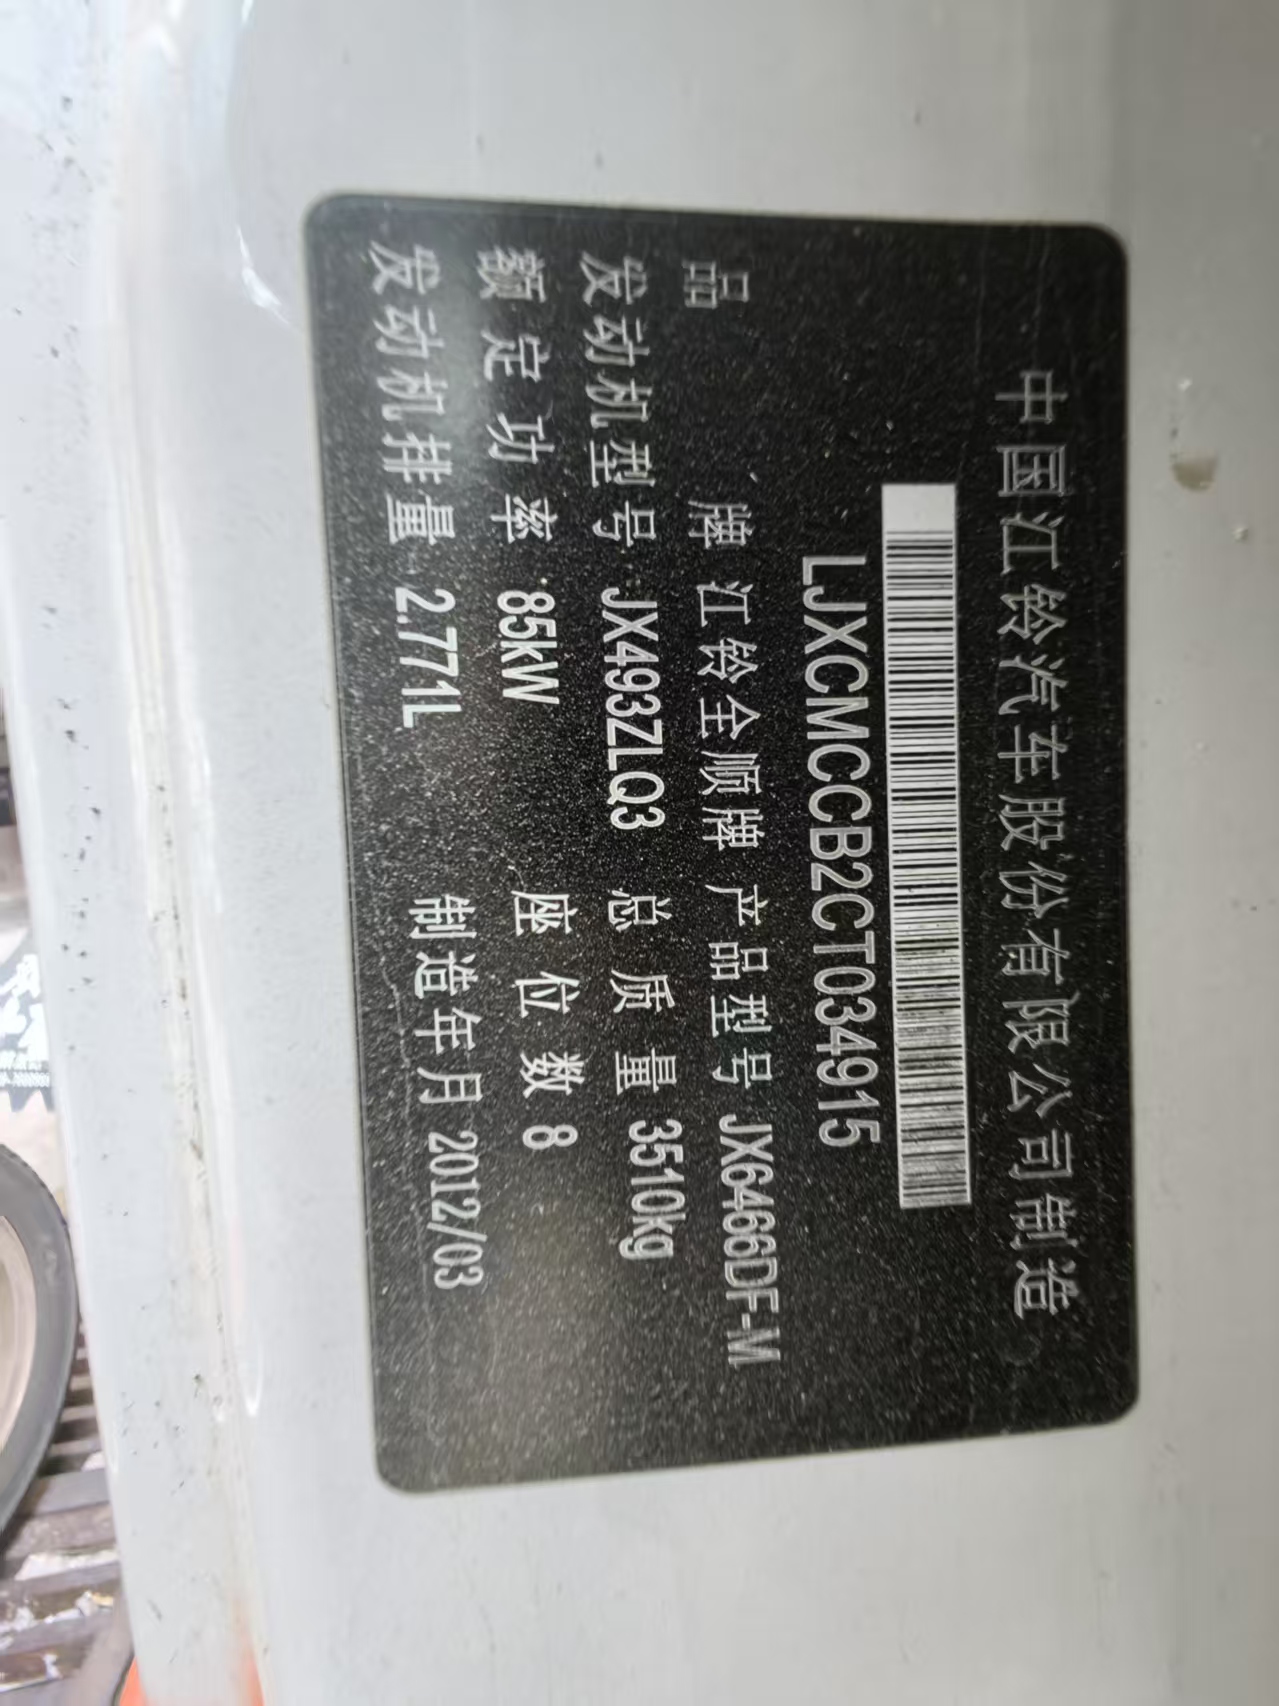 中国江铃汽车股份有限公司制造
LJXCMCCB2CT034915
品 牌 江铃全顺牌 产品型号 JX6466DF-M
发动机型号 JX493ZLQ3 总质量 3510kg
额定功率 85kW 座位数 8
发动机排量 2.771L 制造年月 2012/03